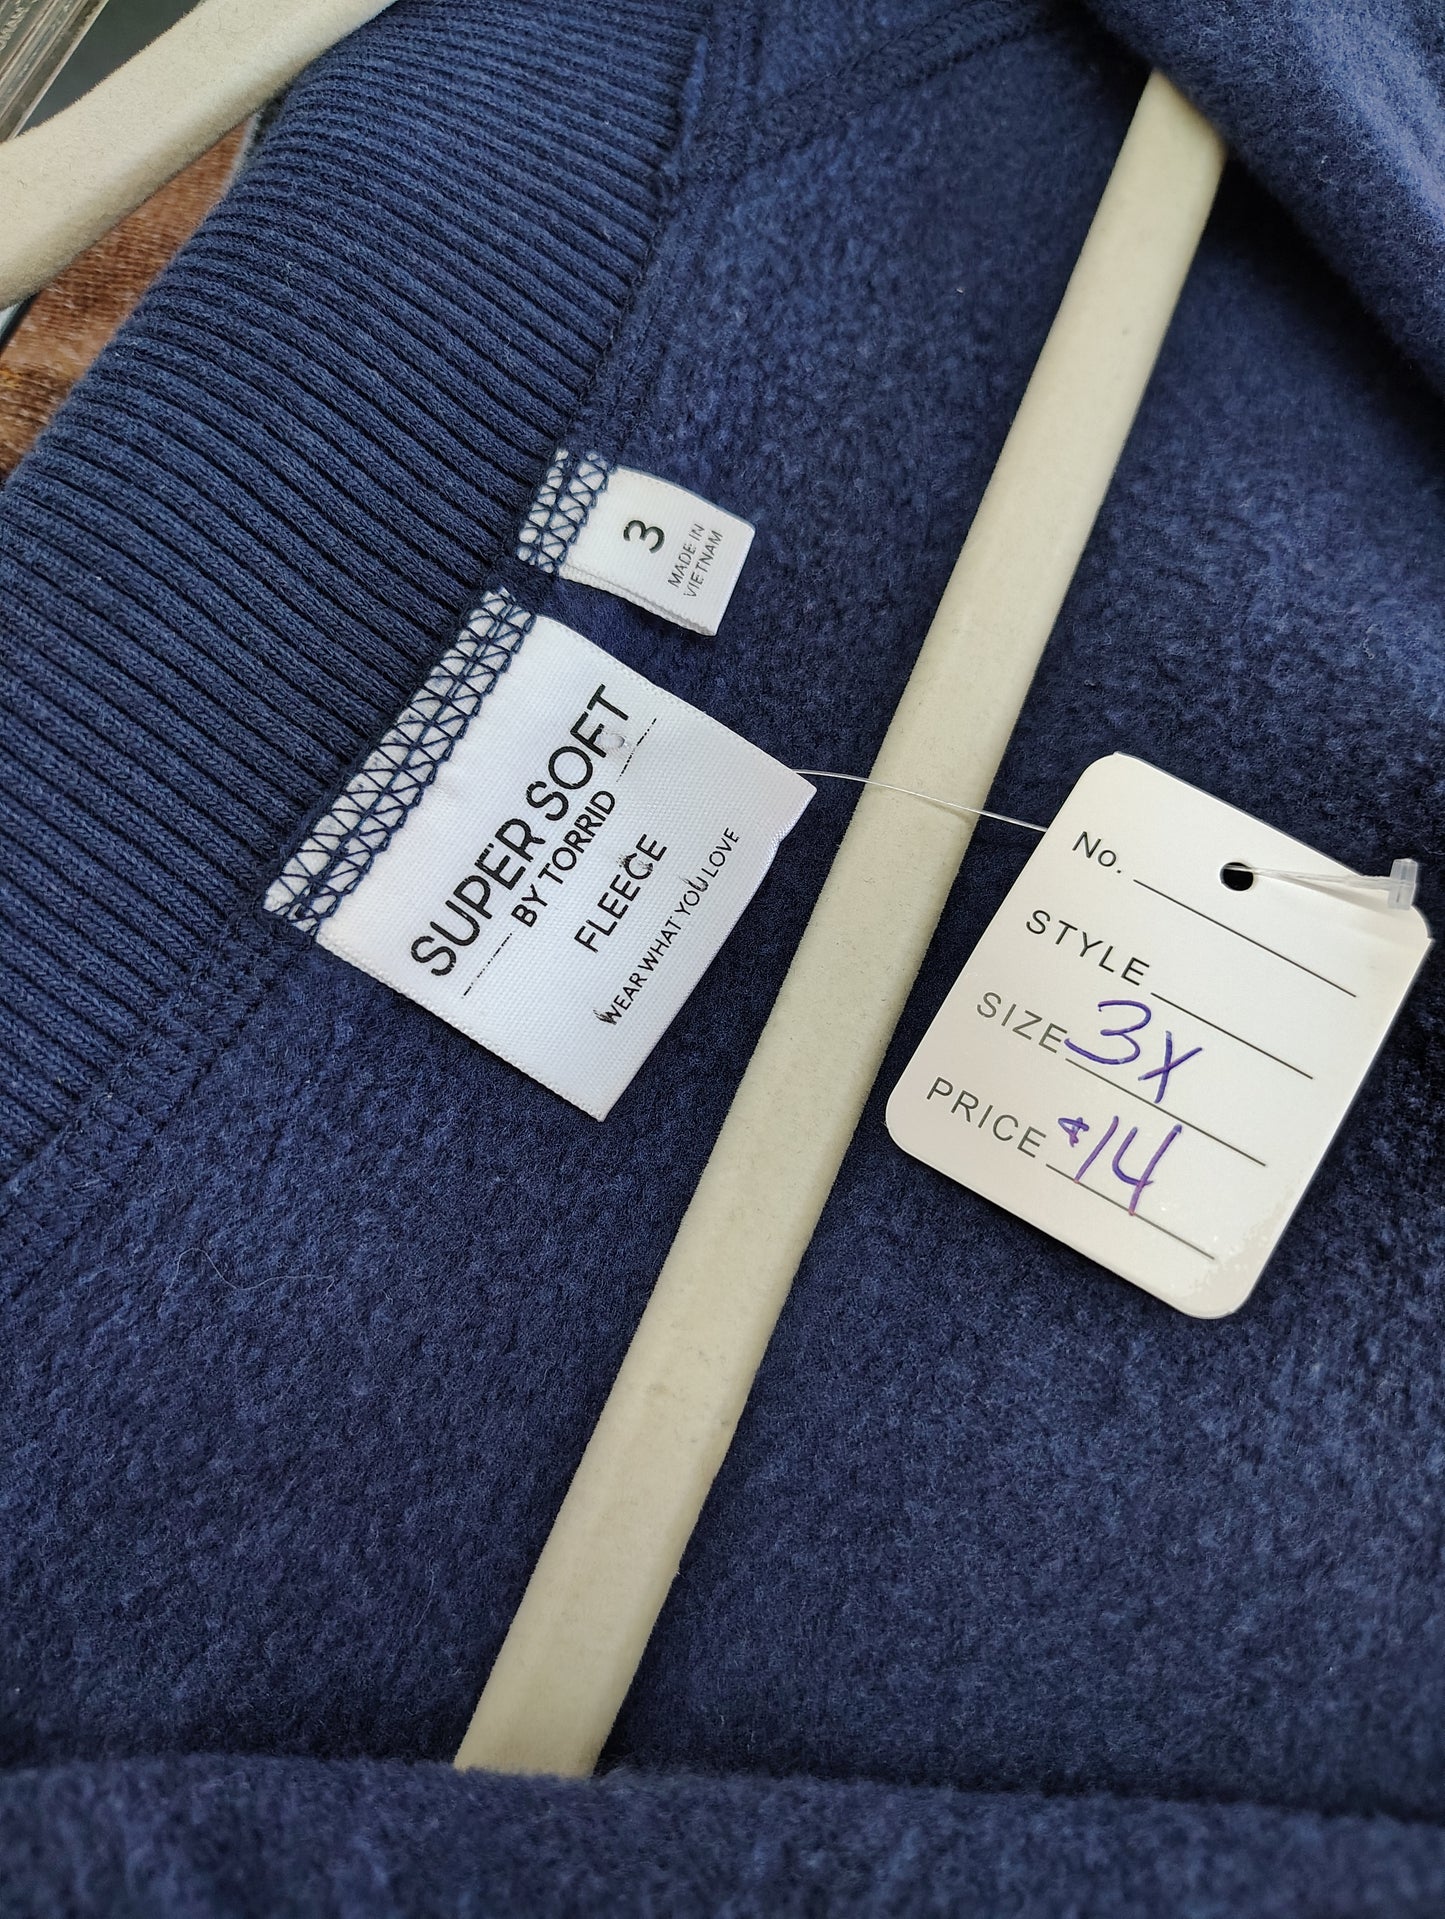 3
MADE IN
VIETNAM
SUPER SOFT
BY TORRID
FLEECE
WEAR WHAT YOU LOVE
No.
STYLE
SIZE 3X
PRICE $14